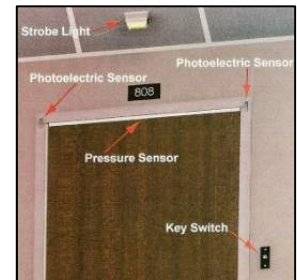 Strobe Light
Photoelectric Sensor
Photoelectric Sensor
808
Pressure Sensor
Key Switch